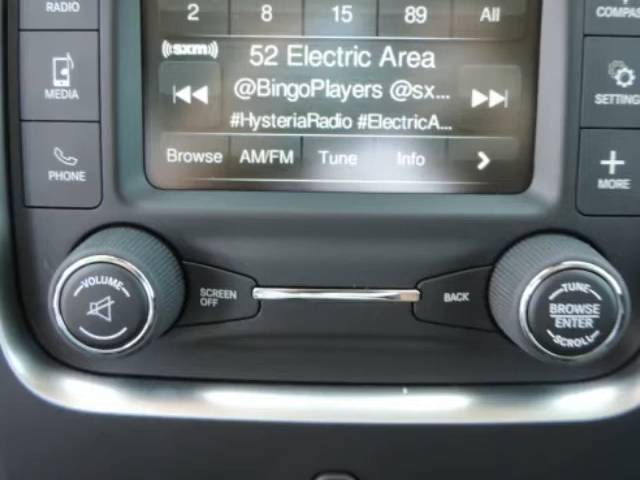 RADIO
2 8 15 89 All
COMPAS
((sxm))
52 Electric Area
MEDIA
@BingoPlayers @sx...
SETTING
#HysteriaRadio #ElectricA...
PHONE
Browse AM/FM Tune Info
MORE
VOLUME
SCREEN
OFF
BACK
TUNE
BROWSE
ENTER
SCROLL